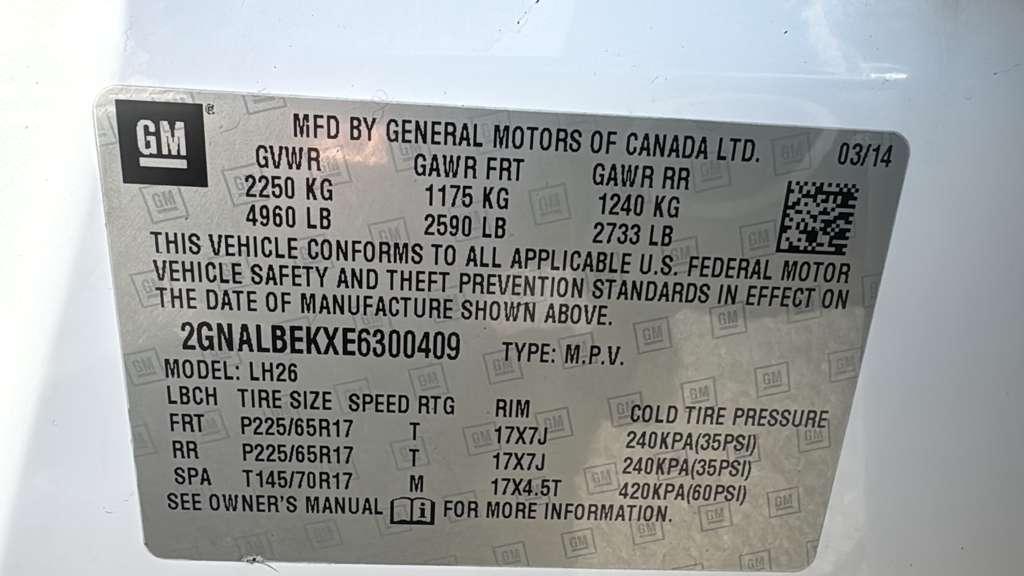 GM ®
MFD BY GENERAL MOTORS OF CANADA LTD. 03/14
GVWR GAWR FRT GAWR RR
2250 KG 1175 KG 1240 KG
4960 LB 2590 LB 2733 LB
THIS VEHICLE CONFORMS TO ALL APPLICABLE U.S. FEDERAL MOTOR
VEHICLE SAFETY AND THEFT PREVENTION STANDARDS IN EFFECT ON
THE DATE OF MANUFACTURE SHOWN ABOVE.
2GNALBEKXE6300409 TYPE: M.P.V.
MODEL: LH26
LBCH TIRE SIZE SPEED RTG RIM COLD TIRE PRESSURE
FRT P225/65R17 T 17X7J 240KPA(35PSI)
RR P225/65R17 T 17X7J 240KPA(35PSI)
SPA T145/70R17 M 17X4.5T 420KPA(60PSI)
SEE OWNER'S MANUAL i FOR MORE INFORMATION.